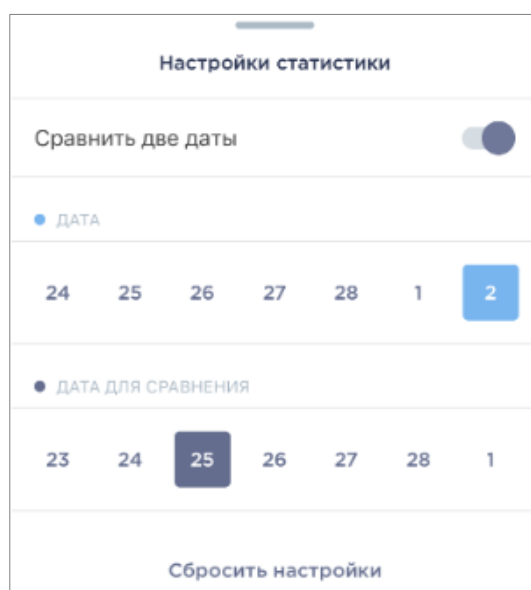 Настройки статистики
Сравнить две даты
ДАТА
24 25 26 27 28 1 2
ДАТА ДЛЯ СРАВНЕНИЯ
23 24 25 26 27 28 1
Сбросить настройки